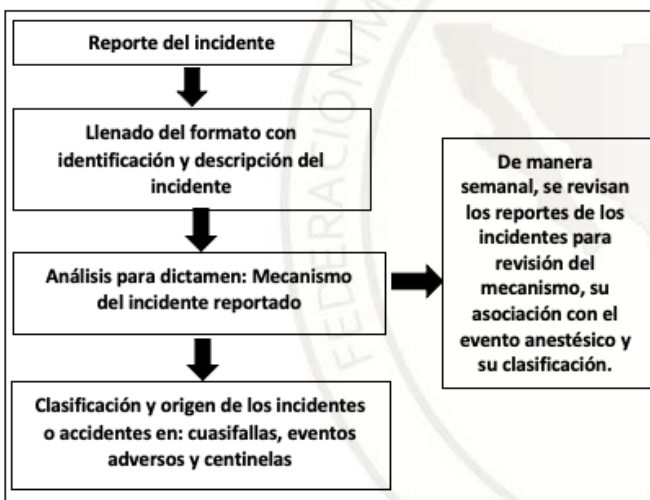 Reporte del incidente
Llenado del formato con
identificación y descripción del
incidente
Análisis para dictamen: Mecanismo
del incidente reportado
Clasificación y origen de los incidentes
o accidentes en: cuasifallas, eventos
adversos y centinelas
De manera
semanal, se revisan
los reportes de los
incidentes para
revisión del
mecanismo, su
asociación con el
evento anestésico y
su clasificación.
FEDERACIÓN